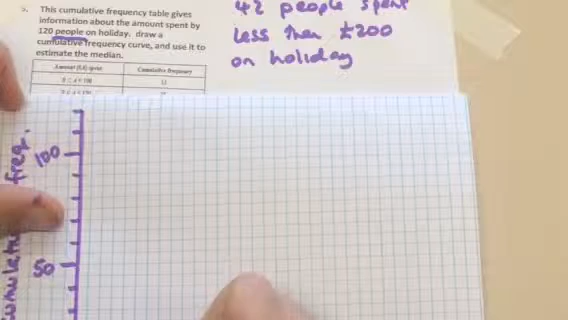 5. This cumulative frequency table gives
information about the amount spent by
120 people on holiday. draw a
cumulative frequency curve, and use it to
estimate the median.
Cumulative frequency
42 people spent
less than £200
on holiday
100
50
freq.